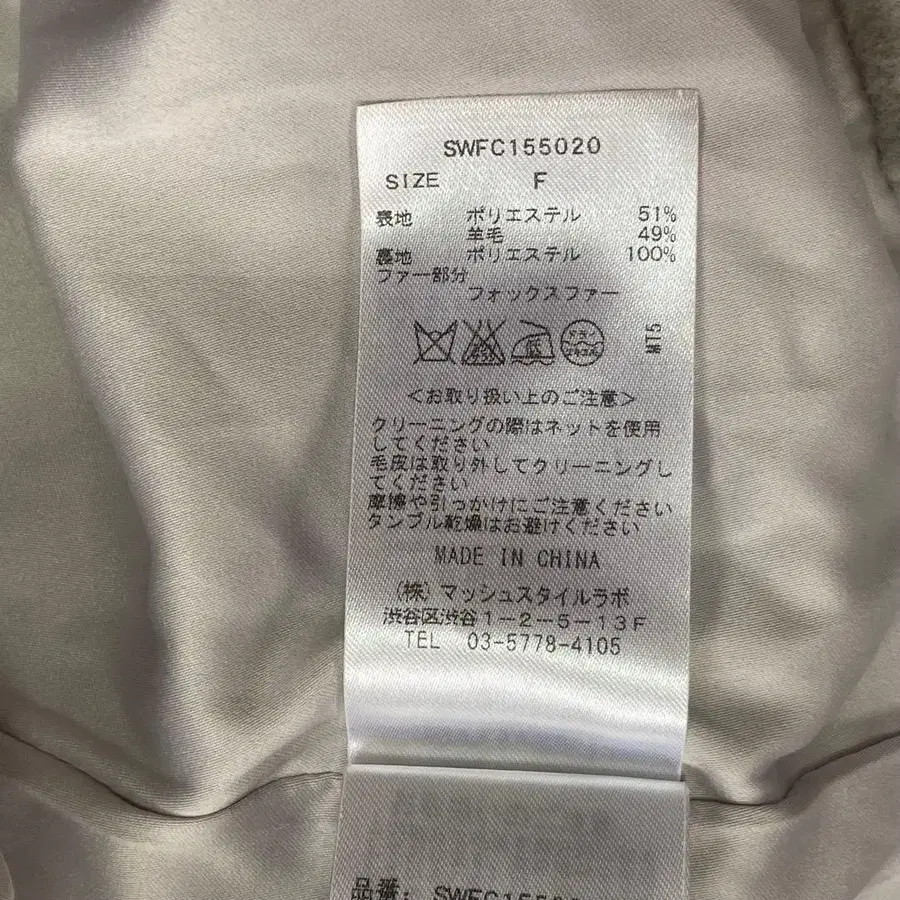 SWFC155020
SIZE F
表地 ポリエステル 51%
羊毛 49%
裏地 ポリエステル 100%
ファー部分
フォックスファー
低 ドライ
MT5
<お取り扱い上のご注意>
クリーニングの際はネットを使用
してください
毛皮は取り外してクリーニングし
てください
摩擦や引っかけにご注意ください
タンブル乾燥はお避けください
MADE IN CHINA
(株) マッシュスタイルラボ
渋谷区渋谷1-2-5-13F
TEL 03-5778-4105
品番: